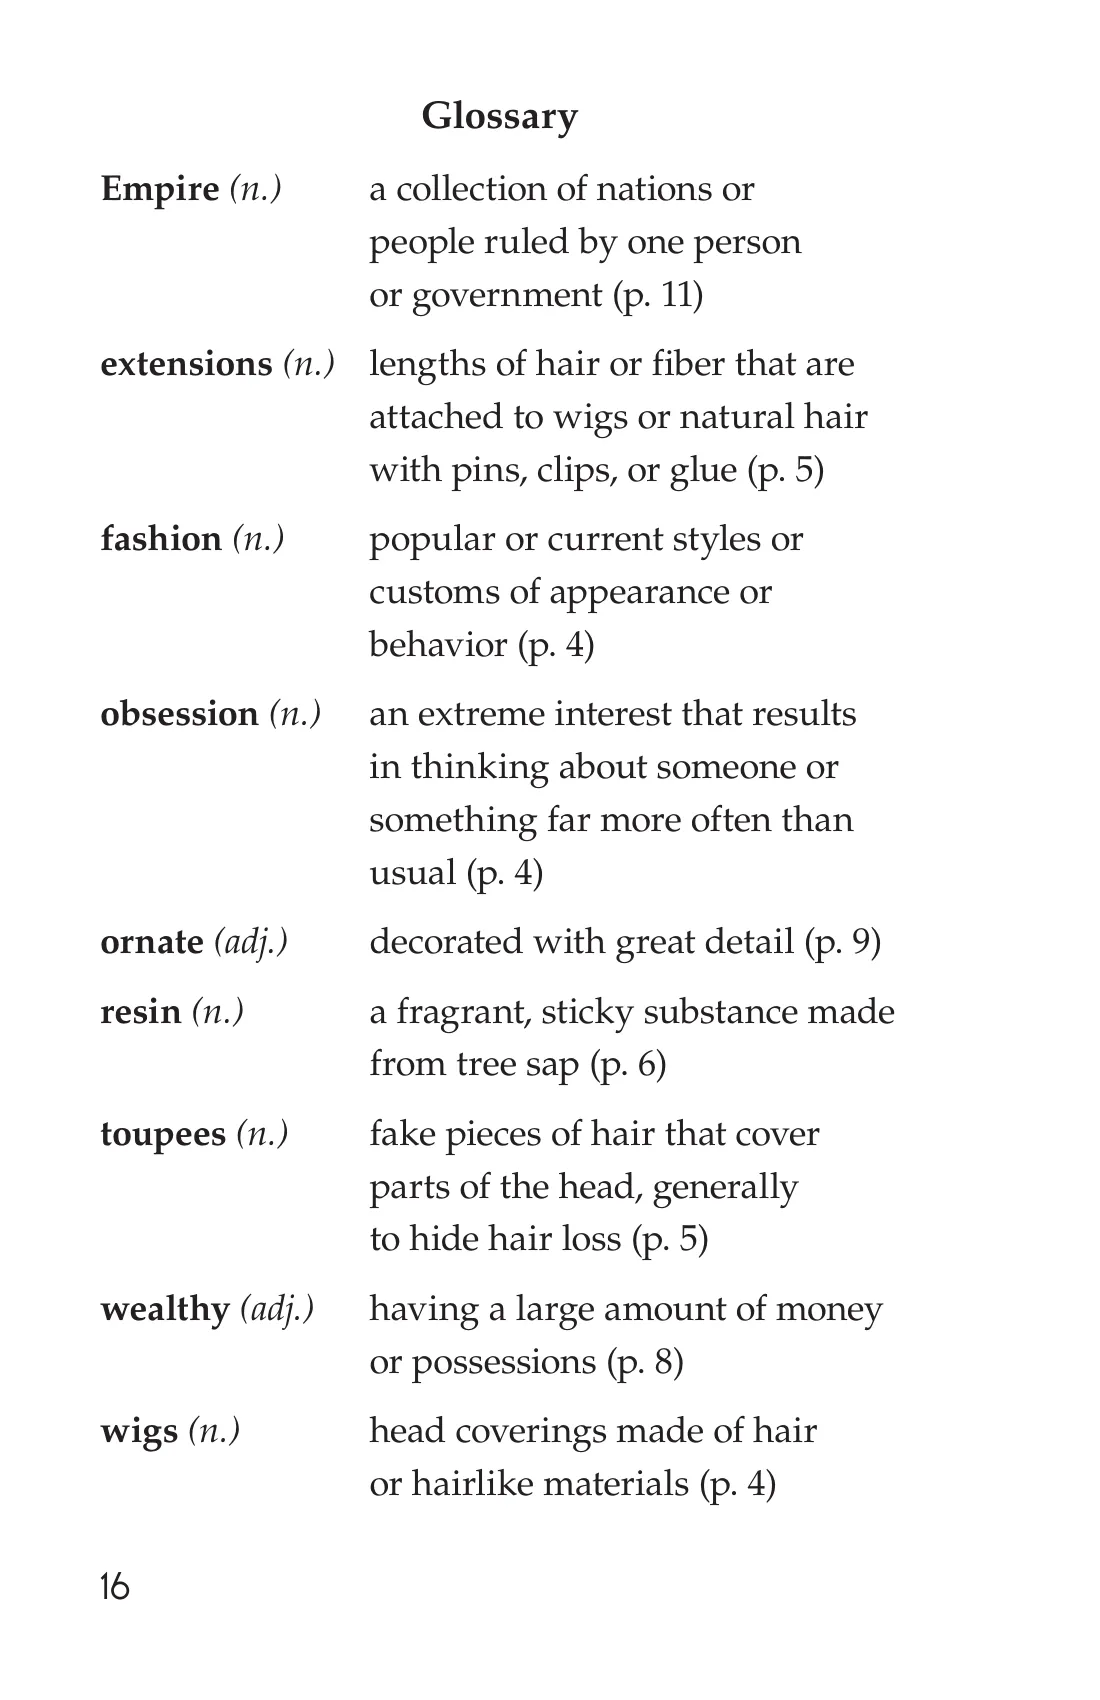 Glossary
Empire (n.) a collection of nations or
people ruled by one person
or government (p. 11)
extensions (n.) lengths of hair or fiber that are
attached to wigs or natural hair
with pins, clips, or glue (p. 5)
fashion (n.) popular or current styles or
customs of appearance or
behavior (p. 4)
obsession (n.) an extreme interest that results
in thinking about someone or
something far more often than
usual (p. 4)
ornate (adj.) decorated with great detail (p. 9)
resin (n.) a fragrant, sticky substance made
from tree sap (p. 6)
toupees (n.) fake pieces of hair that cover
parts of the head, generally
to hide hair loss (p. 5)
wealthy (adj.) having a large amount of money
or possessions (p. 8)
wigs (n.) head coverings made of hair
or hairlike materials (p. 4)
16